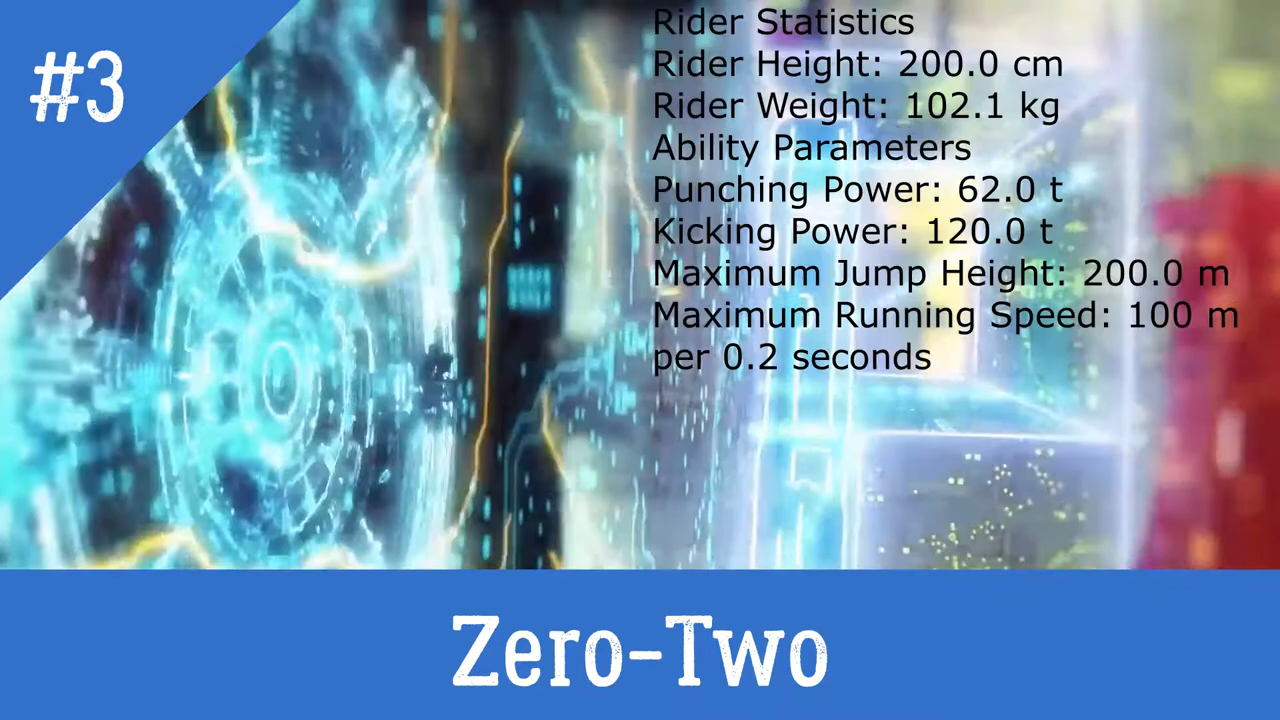 #3
Rider Statistics
Rider Height: 200.0 cm
Rider Weight: 102.1 kg
Ability Parameters
Punching Power: 62.0 t
Kicking Power: 120.0 t
Maximum Jump Height: 200.0 m
Maximum Running Speed: 100 m
per 0.2 seconds
Zero-Two